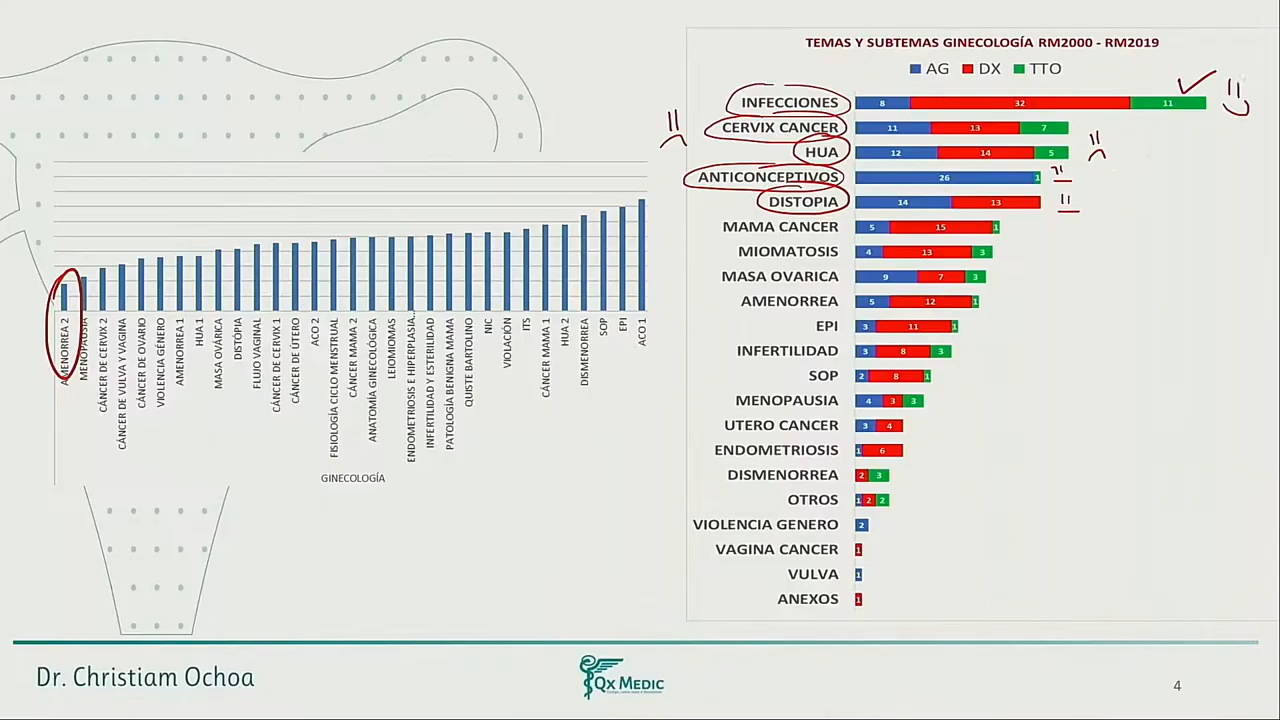 AMENORREA 2
MENOPAUSIA
CÁNCER DE CERVIX 2
CÁNCER DE VULVA Y VAGINA
CÁNCER DE OVARIO
VIOLENCIA GÉNERO
AMENORREA 1
HUA 1
MASA OVÁRICA
DISTOPIA
FLUJO VAGINAL
CÁNCER DE CERVIX 1
CÁNCER DE ÚTERO
ACO 2
FISIOLOGÍA CICLO MENSTRUAL
CÁNCER MAMA 2
ANATOMÍA GINECOLÓGICA
LEIOMIOMAS
ENDOMETRIOSIS E HIPERPLASIA...
INFERTILIDAD Y ESTERILIDAD
PATOLOGÍA BENIGNA MAMA
QUISTE BARTOLINO
NIC
VIOLACIÓN
ITS
CÁNCER MAMA 1
HUA 2
DISMENORREA
SOP
EPI
ACO 1
GINECOLOGÍA
TEMAS Y SUBTEMAS GINECOLOGÍA RM2000 - RM2019
AG DX TTO
INFECCIONES 8 32 11
CERVIX CANCER 11 13 7
HUA 12 14 5
ANTICONCEPTIVOS 26 1
DISTOPIA 14 13
MAMA CANCER 5 15 1
MIOMATOSIS 4 13 3
MASA OVARICA 9 7 3
AMENORREA 5 12 1
EPI 3 11 1
INFERTILIDAD 3 8 3
SOP 2 8 1
MENOPAUSIA 4 3 3
UTERO CANCER 3 4
ENDOMETRIOSIS 1 6
DISMENORREA 2 3
OTROS 1 2 2
VIOLENCIA GENERO 2
VAGINA CANCER 1
VULVA 1
ANEXOS 1
Dr. Christiam Ochoa
QX MEDIC
4